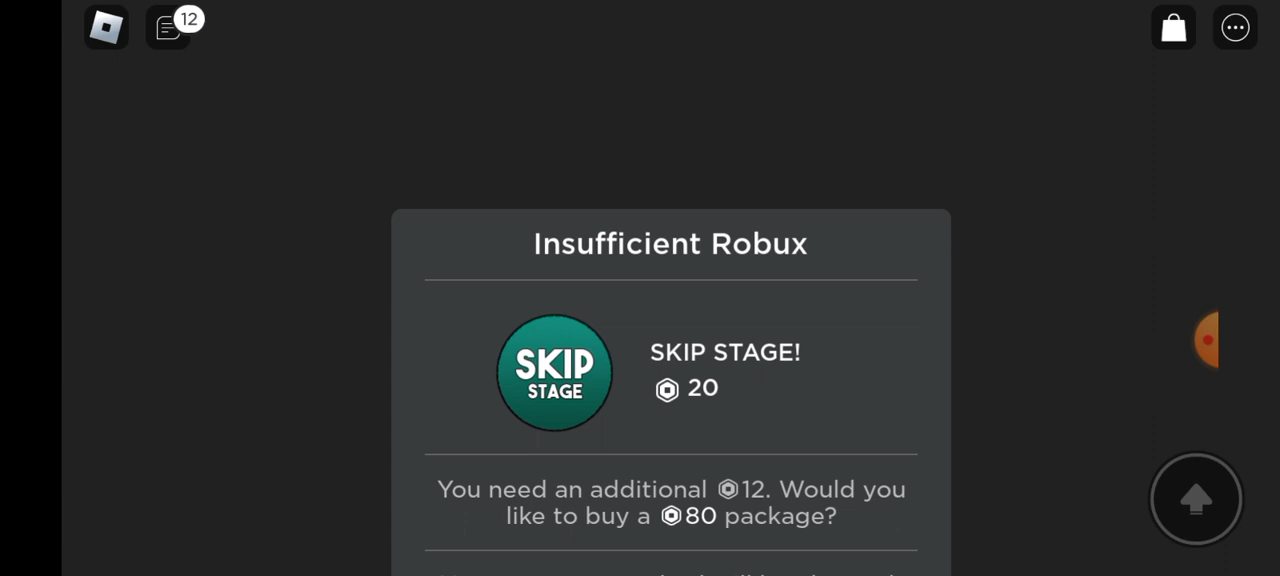 12
Insufficient Robux
SKIP
STAGE
SKIP STAGE!
20
You need an additional 12. Would you
like to buy a 80 package?